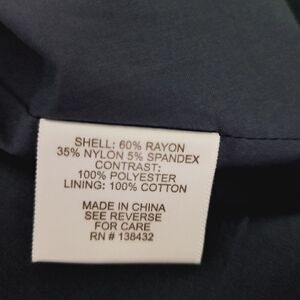 SHELL: 60% RAYON
35% NYLON 5% SPANDEX
CONTRAST:
100% POLYESTER
LINING: 100% COTTON
MADE IN CHINA
SEE REVERSE
FOR CARE
RN # 138432